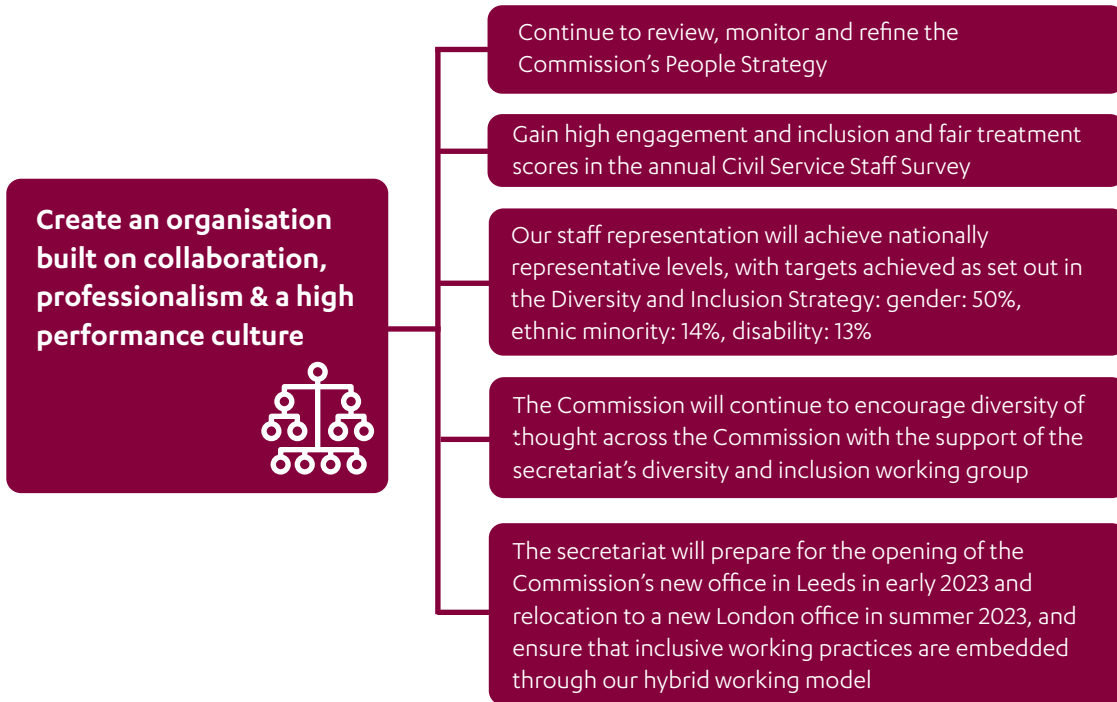 Create an organisation
built on collaboration,
professionalism & a high
performance culture
Continue to review, monitor and refine the
Commission's People Strategy
Gain high engagement and inclusion and fair treatment
scores in the annual Civil Service Staff Survey
Our staff representation will achieve nationally
representative levels, with targets achieved as set out in
the Diversity and Inclusion Strategy: gender: 50%,
ethnic minority: 14%, disability: 13%
The Commission will continue to encourage diversity of
thought across the Commission with the support of the
secretariat's diversity and inclusion working group
The secretariat will prepare for the opening of the
Commission's new office in Leeds in early 2023 and
relocation to a new London office in summer 2023, and
ensure that inclusive working practices are embedded
through our hybrid working model